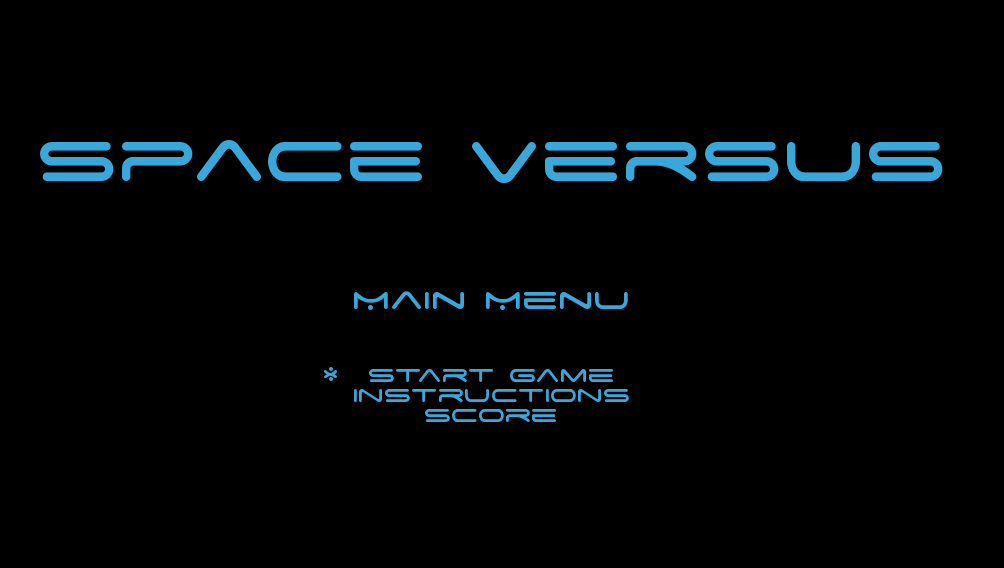 SPACE VERSUS
MAIN MENU
* START GAME
INSTRUCTIONS
SCORE